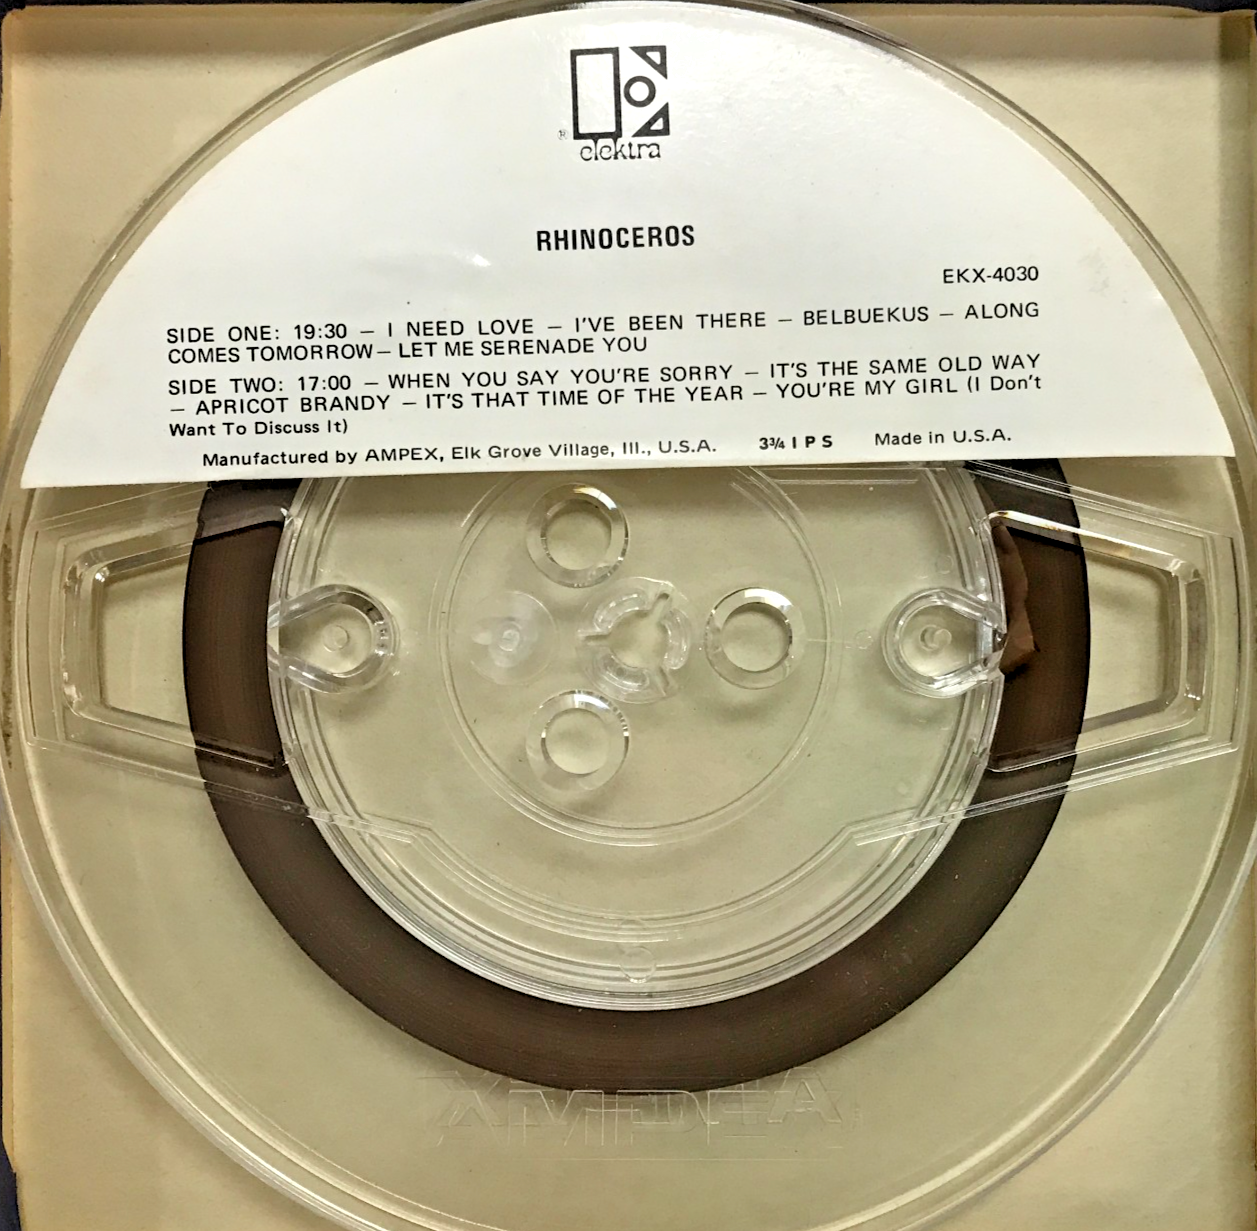 ®
elektra
RHINOCEROS
EKX-4030
SIDE ONE: 19:30 — I NEED LOVE — I'VE BEEN THERE — BELBUEKUS — ALONG
COMES TOMORROW — LET ME SERENADE YOU
SIDE TWO: 17:00 — WHEN YOU SAY YOU'RE SORRY — IT'S THE SAME OLD WAY
— APRICOT BRANDY — IT'S THAT TIME OF THE YEAR — YOU'RE MY GIRL (I Don't
Want To Discuss It)
Manufactured by AMPEX, Elk Grove Village, Ill., U.S.A. 3¾ I P S Made in U.S.A.
AMPEX